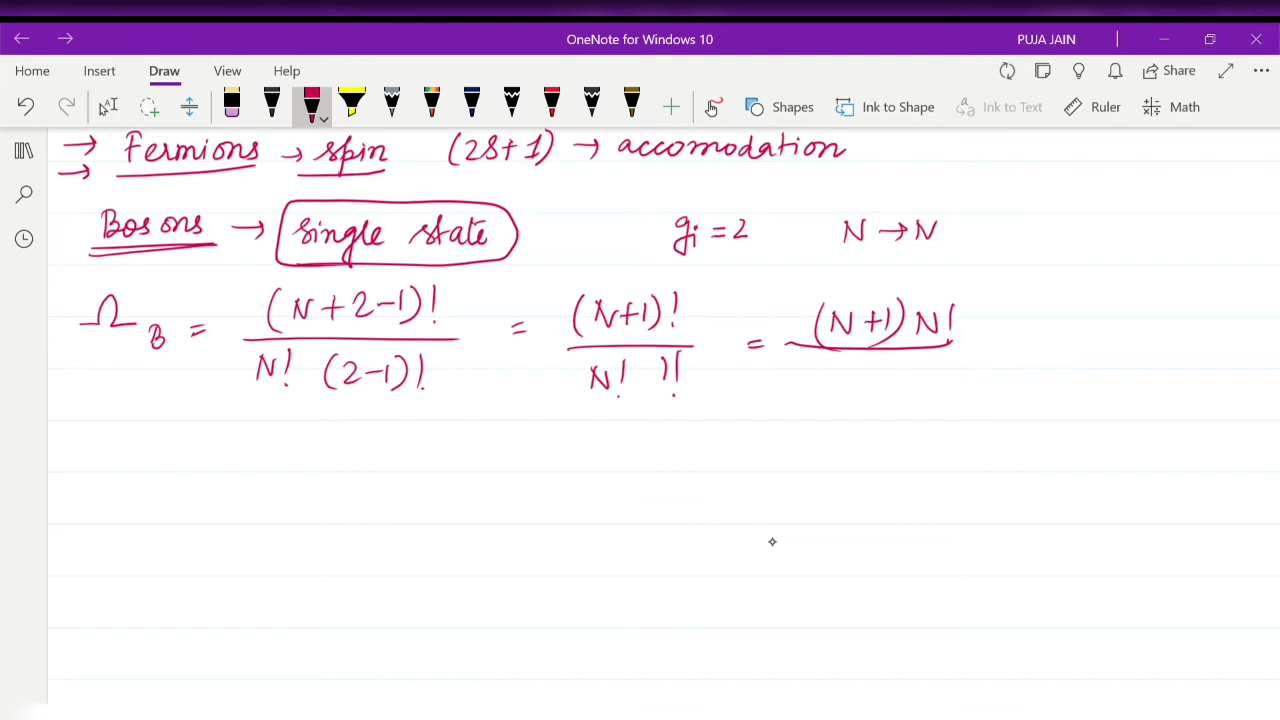 OneNote for Windows 10
PUJA JAIN
Home Insert Draw View Help
Share
Shapes Ink to Shape Ink to Text Ruler Math
→ Fermions → spin (2S+1) → accomodation
→
Bosons → single state gi = 2 N → N
Ω_B = (N+2-1)! / N! (2-1)! = (N+1)! / N! 1! = (N+1) N!